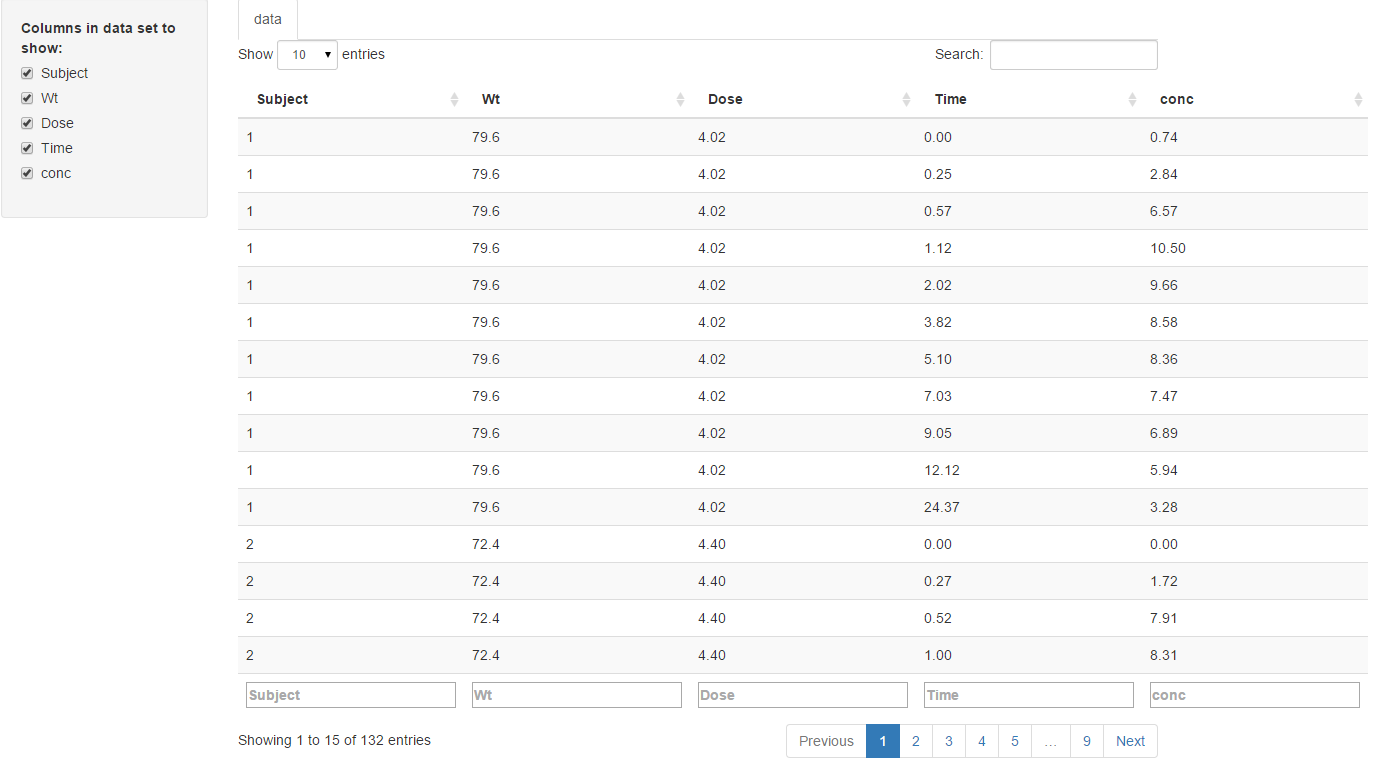 Columns in data set to
show:
Subject
Wt
Dose
Time
conc
data
Show 10 entries Search:
Subject Wt Dose Time conc
1 79.6 4.02 0.00 0.74
1 79.6 4.02 0.25 2.84
1 79.6 4.02 0.57 6.57
1 79.6 4.02 1.12 10.50
1 79.6 4.02 2.02 9.66
1 79.6 4.02 3.82 8.58
1 79.6 4.02 5.10 8.36
1 79.6 4.02 7.03 7.47
1 79.6 4.02 9.05 6.89
1 79.6 4.02 12.12 5.94
1 79.6 4.02 24.37 3.28
2 72.4 4.40 0.00 0.00
2 72.4 4.40 0.27 1.72
2 72.4 4.40 0.52 7.91
2 72.4 4.40 1.00 8.31
Subject Wt Dose Time conc
Showing 1 to 15 of 132 entries Previous 1 2 3 4 5 … 9 Next